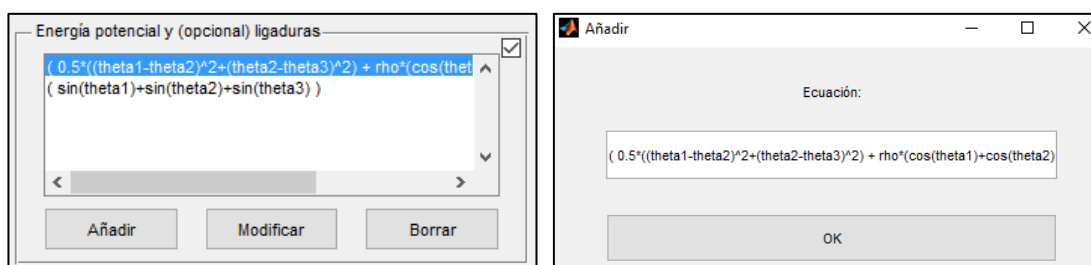 Energía potencial y (opcional) ligaduras
( 0.5*((theta1-theta2)^2+(theta2-theta3)^2) + rho*(cos(thet
( sin(theta1)+sin(theta2)+sin(theta3) )
Añadir Modificar Borrar
Añadir
Ecuación:
( 0.5*((theta1-theta2)^2+(theta2-theta3)^2) + rho*(cos(theta1)+cos(theta2)
OK